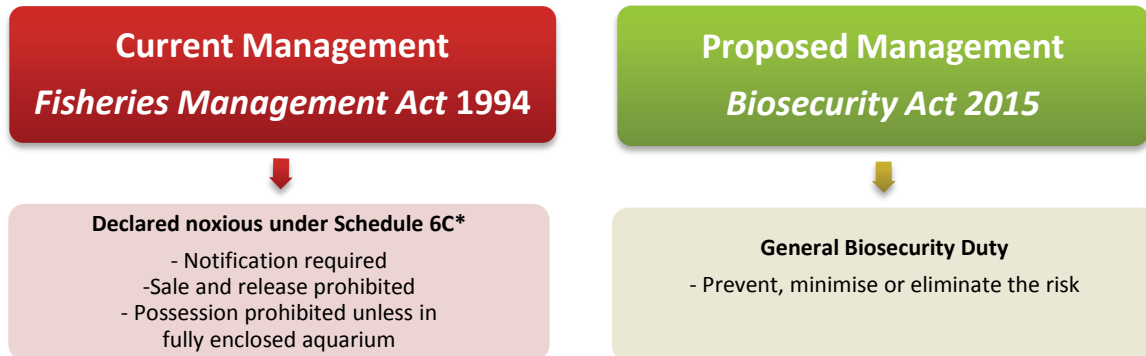 Current Management
Fisheries Management Act 1994
Declared noxious under Schedule 6C*
- Notification required
-Sale and release prohibited
- Possession prohibited unless in
fully enclosed aquarium
Proposed Management
Biosecurity Act 2015
General Biosecurity Duty
- Prevent, minimise or eliminate the risk